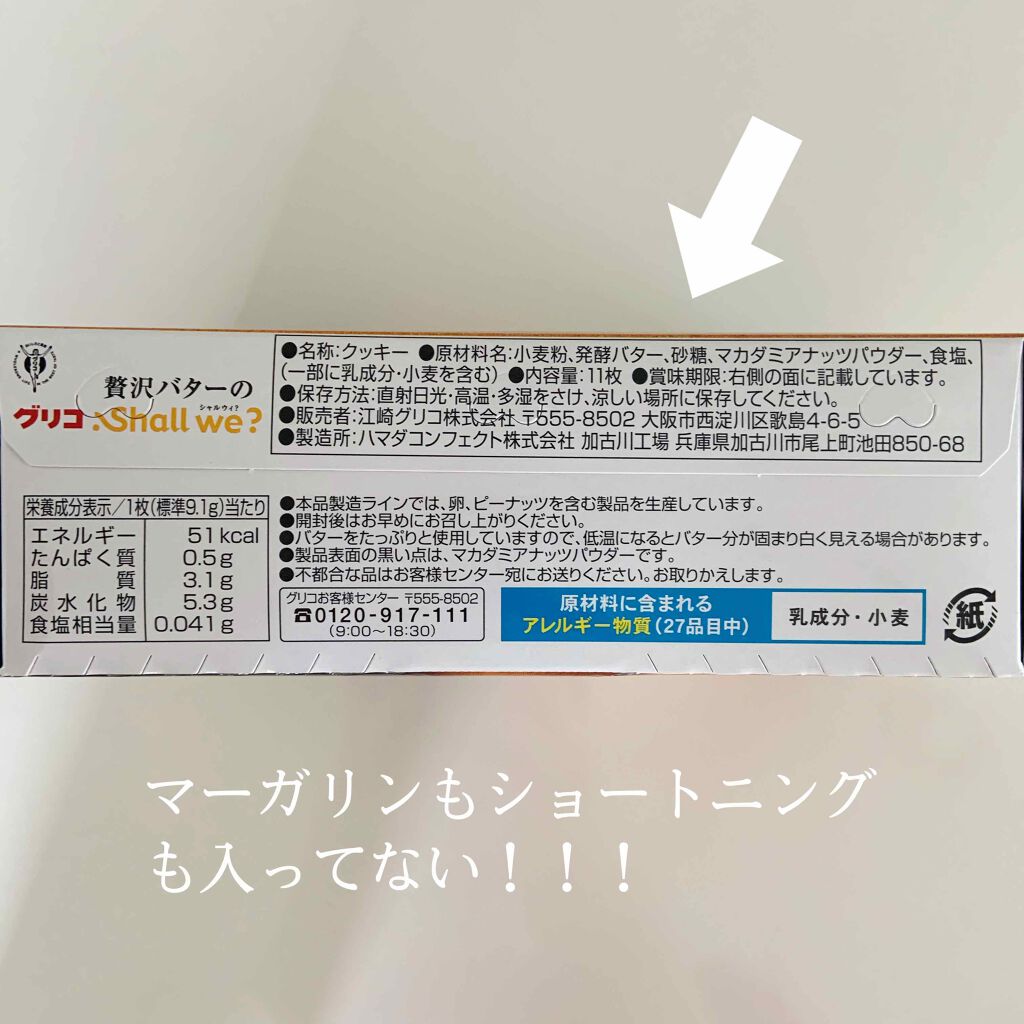 贅沢バターの
グリコ Shall we?
シャルウィ?
●名称:クッキー ●原材料名:小麦粉、発酵バター、砂糖、マカダミアナッツパウダー、食塩、
(一部に乳成分・小麦を含む) ●内容量:11枚 ●賞味期限:右側の面に記載しています。
●保存方法:直射日光・高温・多湿をさけ、涼しい場所に保存してください。
●販売者:江崎グリコ株式会社 〒555-8502 大阪市西淀川区歌島4-6-5
●製造所:ハマダコンフェクト株式会社 加古川工場 兵庫県加古川市尾上町池田850-68
栄養成分表示/1枚(標準9.1g)当たり
エネルギー 51kcal
たんぱく質 0.5g
脂質 3.1g
炭水化物 5.3g
食塩相当量 0.041g
●本品製造ラインでは、卵、ピーナッツを含む製品を生産しています。
●開封後はお早めにお召し上がりください。
●バターをたっぷりと使用していますので、低温になるとバター分が固まり白く見える場合があります。
●製品表面の黒い点は、マカダミアナッツパウダーです。
●不都合な品はお客様センター宛にお送りください。お取りかえします。
グリコお客様センター 〒555-8502
☎0120-917-111
(9:00～18:30)
原材料に含まれる
アレルギー物質(27品目中)
乳成分・小麦
紙
マーガリンもショートニング
も入ってない!!!